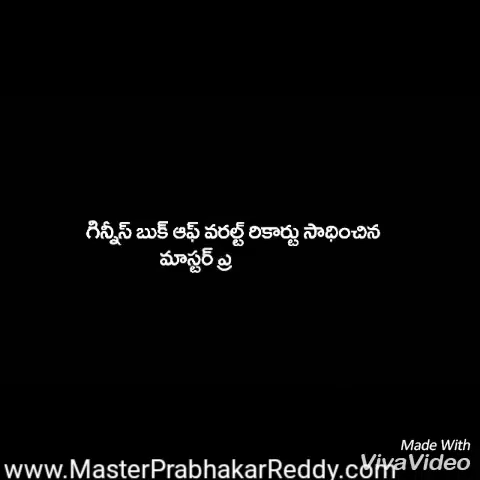 గిన్నీస్ బుక్ ఆఫ్ వరల్ట్ రికార్టు సాధించిన
మాస్టర్ ప్ర
Made With
VivaVideo
www.MasterPrabhakarReddy.com